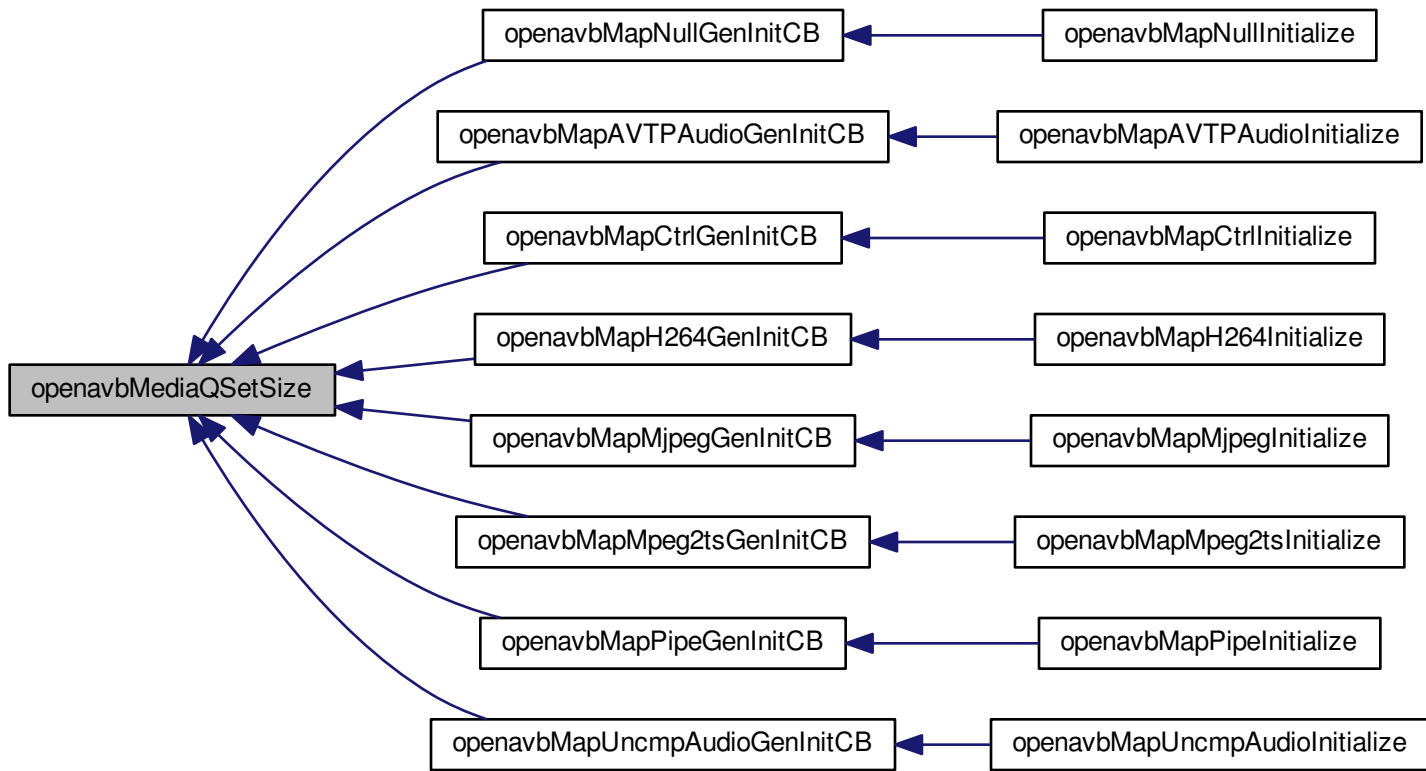 openavbMapNullGenInitCB
openavbMapNullInitialize
openavbMapAVTPAudioGenInitCB
openavbMapAVTPAudioInitialize
openavbMapCtrlGenInitCB
openavbMapCtrlInitialize
openavbMapH264GenInitCB
openavbMapH264Initialize
openavbMediaQSetSize
openavbMapMjpegGenInitCB
openavbMapMjpegInitialize
openavbMapMpeg2tsGenInitCB
openavbMapMpeg2tsInitialize
openavbMapPipeGenInitCB
openavbMapPipeInitialize
openavbMapUncmpAudioGenInitCB
openavbMapUncmpAudioInitialize